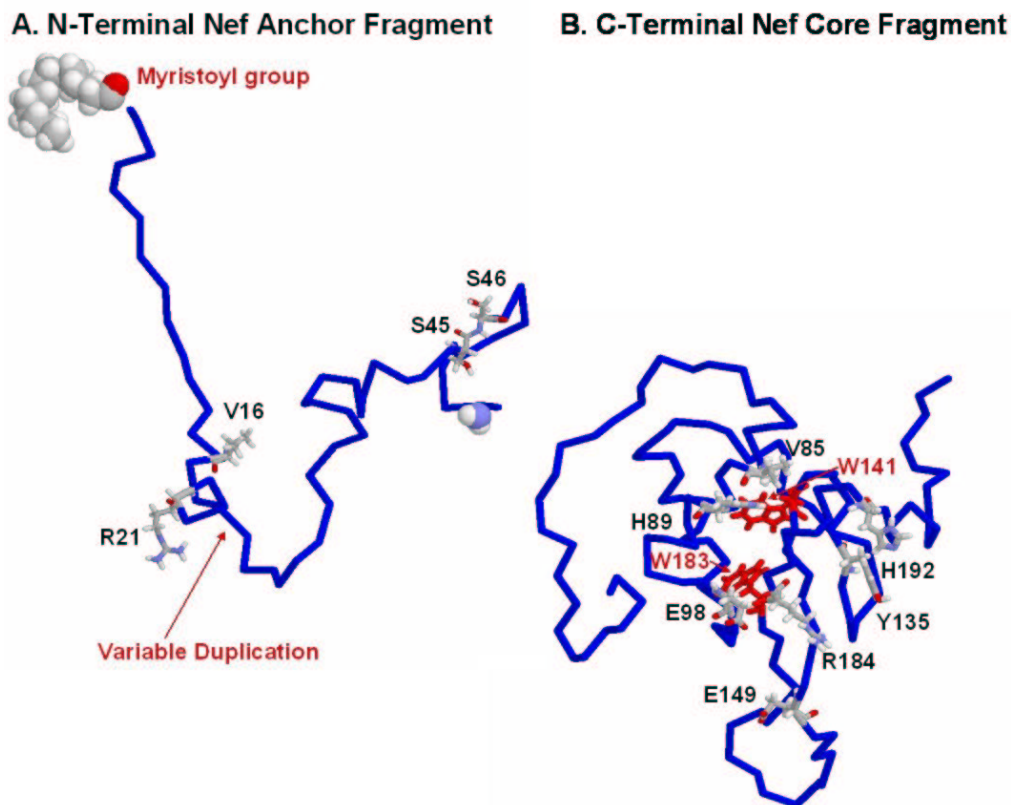 A. N-Terminal Nef Anchor Fragment
B. C-Terminal Nef Core Fragment
Myristoyl group
S46
S45
V16
R21
Variable Duplication
V85
W141
H89
W183
H192
E98
Y135
R184
E149